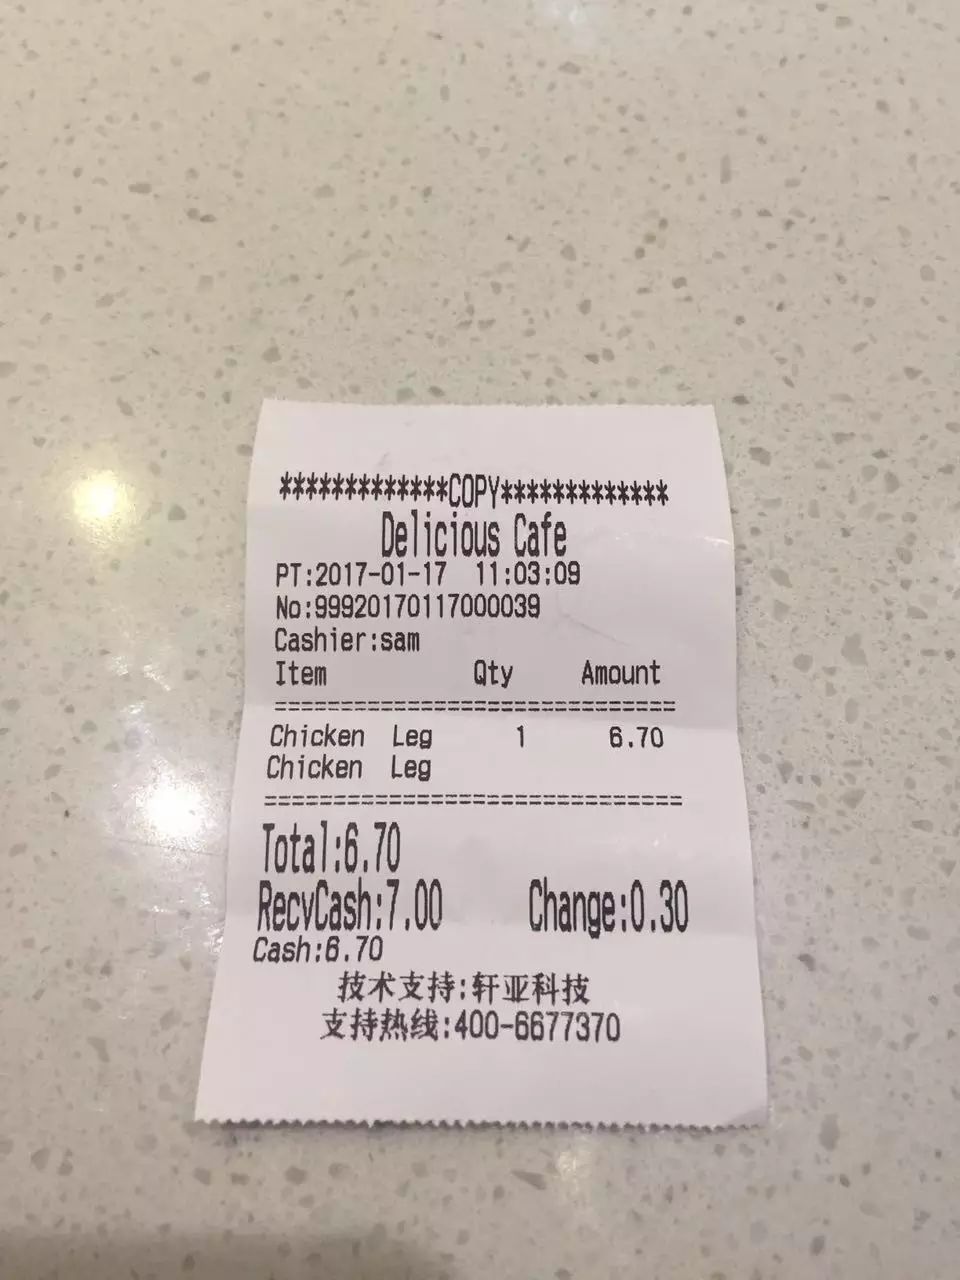 *************COPY*************
Delicious Cafe
PT:2017-01-17 11:03:09
No:99920170117000039
Cashier:sam
Item Qty Amount
==============================
Chicken Leg 1 6.70
Chicken Leg
==============================
Total:6.70
RecvCash:7.00 Change:0.30
Cash:6.70
技术支持:轩亚科技
支持热线:400-6677370